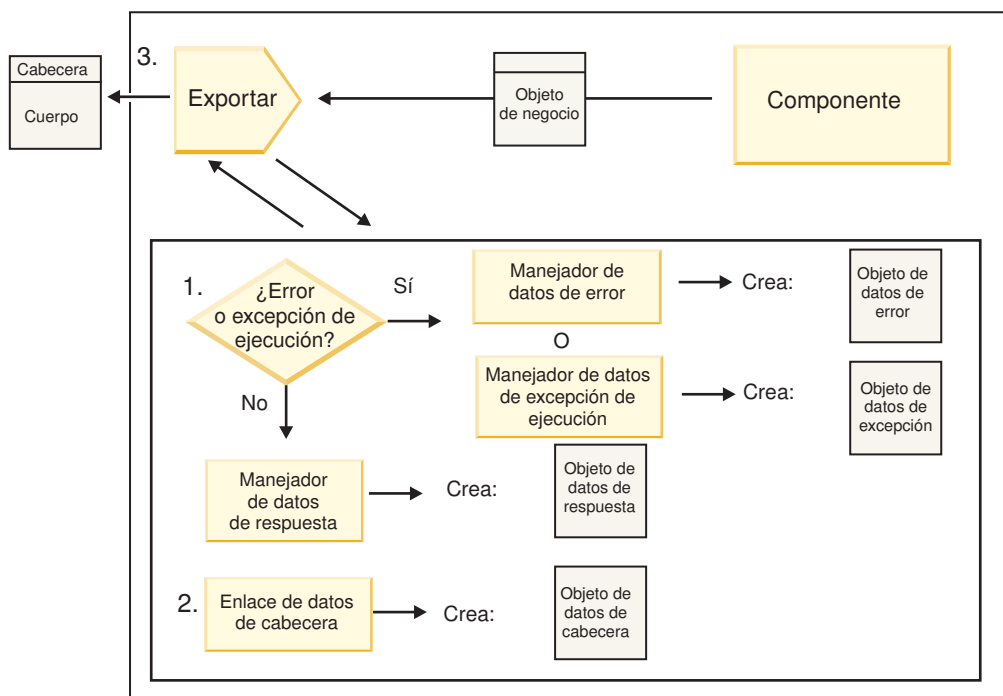 Cabecera
Cuerpo
3.
Exportar
Objeto
de negocio
Componente
1.
¿Error
o excepción de
ejecución?
Sí
Manejador de
datos de error
Crea:
Objeto de
datos de
error
O
Manejador de datos
de excepción de
ejecución
Crea:
Objeto de
datos de
excepción
No
Manejador
de datos
de respuesta
Crea:
Objeto de
datos de
respuesta
2.
Enlace de datos
de cabecera
Crea:
Objeto de
datos de
cabecera